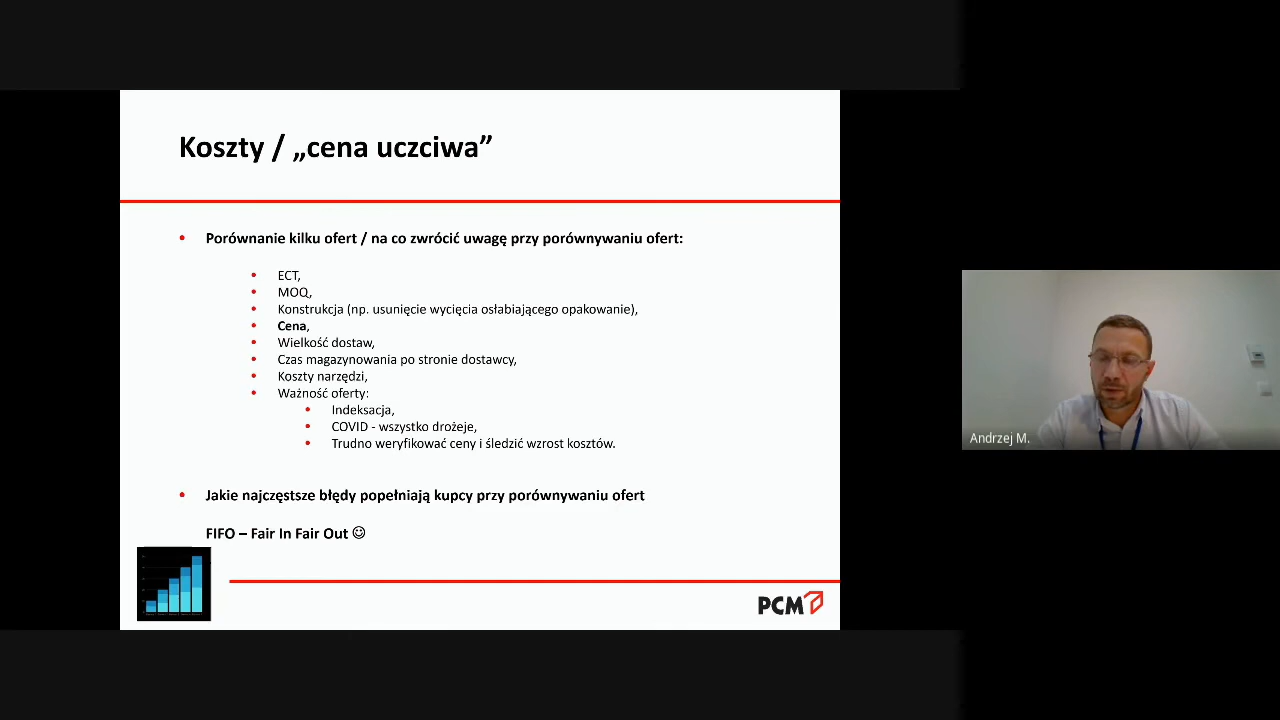 Koszty / „cena uczciwa”
Porównanie kilku ofert / na co zwrócić uwagę przy porównywaniu ofert:
ECT,
MOQ,
Konstrukcja (np. usunięcie wycięcia osłabiającego opakowanie),
Cena,
Wielkość dostaw,
Czas magazynowania po stronie dostawcy,
Koszty narzędzi,
Ważność oferty:
Indeksacja,
COVID - wszystko drożeje,
Trudno weryfikować ceny i śledzić wzrost kosztów.
Jakie najczęstsze błędy popełniają kupcy przy porównywaniu ofert
FIFO – Fair In Fair Out ☺
PCM
Andrzej M.